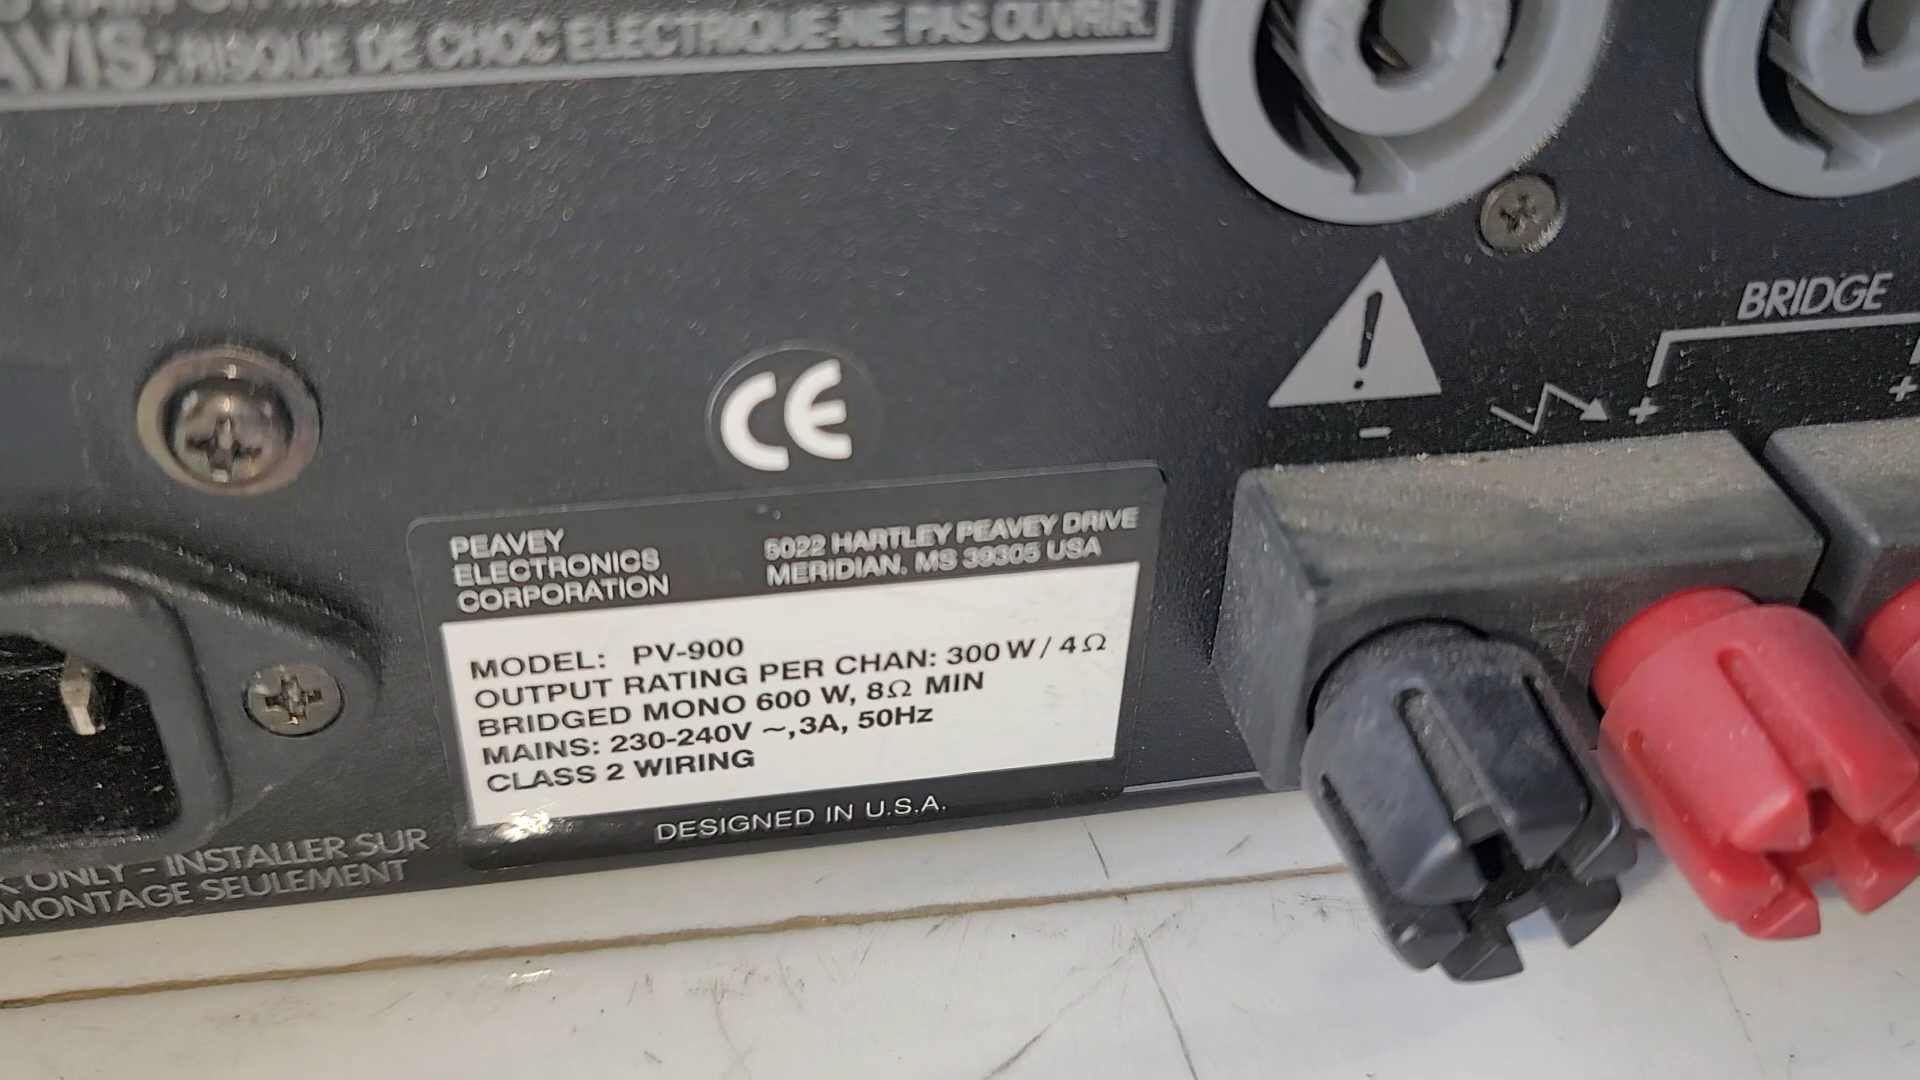 AVIS: RISQUE DE CHOC ELECTRIQUE-NE PAS OUVRIR.
BRIDGE
- + +
CE
PEAVEY
ELECTRONICS
CORPORATION
5022 HARTLEY PEAVEY DRIVE
MERIDIAN, MS 39305 USA
MODEL: PV-900
OUTPUT RATING PER CHAN: 300 W / 4Ω
BRIDGED MONO 600 W, 8Ω MIN
MAINS: 230-240V ~,3A, 50Hz
CLASS 2 WIRING
DESIGNED IN U.S.A.
ONLY - INSTALLER SUR
MONTAGE SEULEMENT